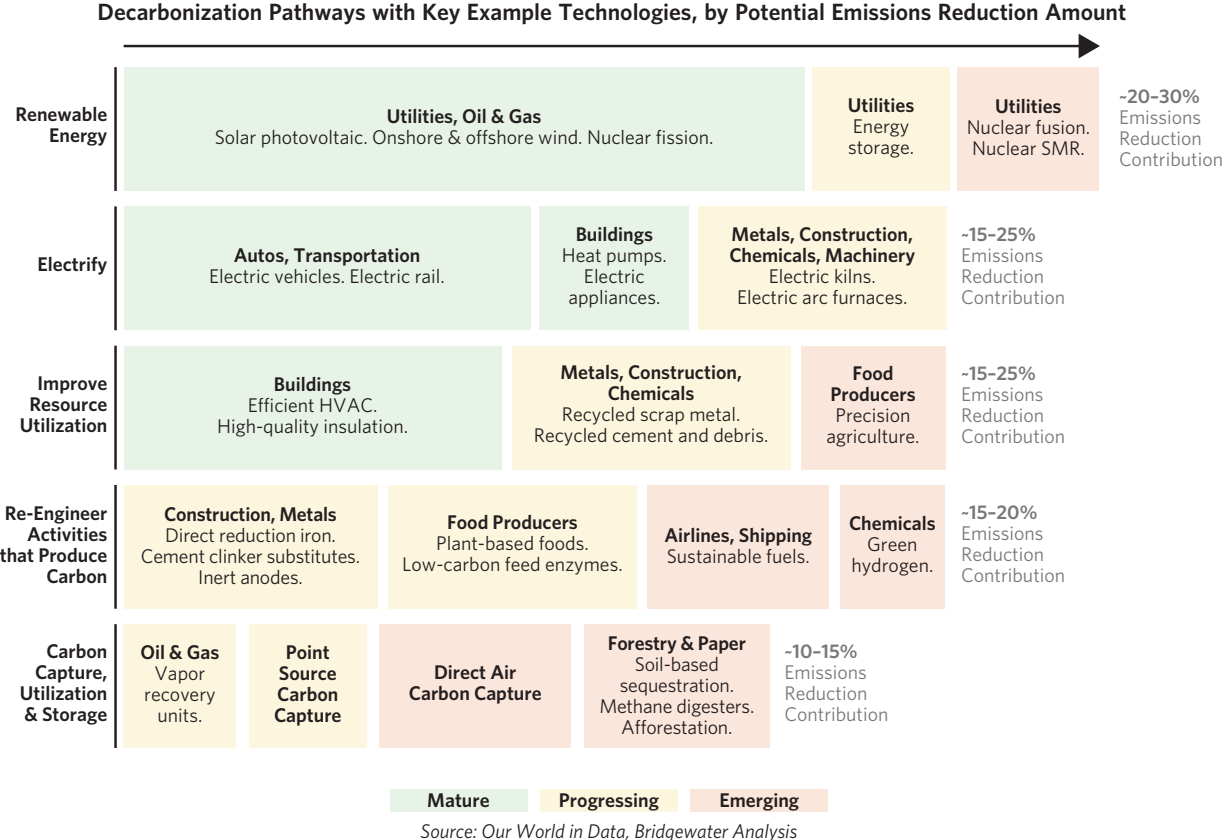 Decarbonization Pathways with Key Example Technologies, by Potential Emissions Reduction Amount
Renewable
Energy
Utilities, Oil & Gas
Solar photovoltaic. Onshore & offshore wind. Nuclear fission.
Utilities
Energy
storage.
Utilities
Nuclear fusion.
Nuclear SMR.
~20–30%
Emissions
Reduction
Contribution
Electrify
Autos, Transportation
Electric vehicles. Electric rail.
Buildings
Heat pumps.
Electric
appliances.
Metals, Construction,
Chemicals, Machinery
Electric kilns.
Electric arc furnaces.
~15–25%
Emissions
Reduction
Contribution
Improve
Resource
Utilization
Buildings
Efficient HVAC.
High-quality insulation.
Metals, Construction,
Chemicals
Recycled scrap metal.
Recycled cement and debris.
Food
Producers
Precision
agriculture.
~15–25%
Emissions
Reduction
Contribution
Re-Engineer
Activities
that Produce
Carbon
Construction, Metals
Direct reduction iron.
Cement clinker substitutes.
Inert anodes.
Food Producers
Plant-based foods.
Low-carbon feed enzymes.
Airlines, Shipping
Sustainable fuels.
Chemicals
Green
hydrogen.
~15–20%
Emissions
Reduction
Contribution
Carbon
Capture,
Utilization
& Storage
Oil & Gas
Vapor
recovery
units.
Point
Source
Carbon
Capture
Direct Air
Carbon Capture
Forestry & Paper
Soil-based
sequestration.
Methane digesters.
Afforestation.
~10–15%
Emissions
Reduction
Contribution
Mature
Progressing
Emerging
Source: Our World in Data, Bridgewater Analysis